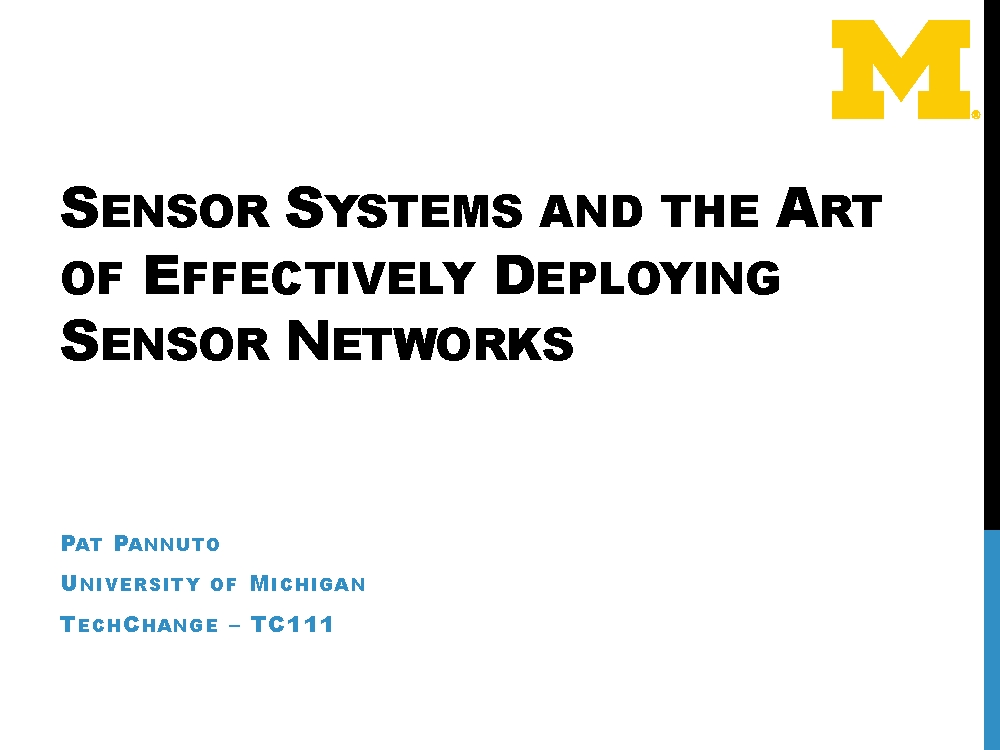 M®
Sensor Systems and the Art
of Effectively Deploying
Sensor Networks
Pat Pannuto
University of Michigan
TechChange – TC111